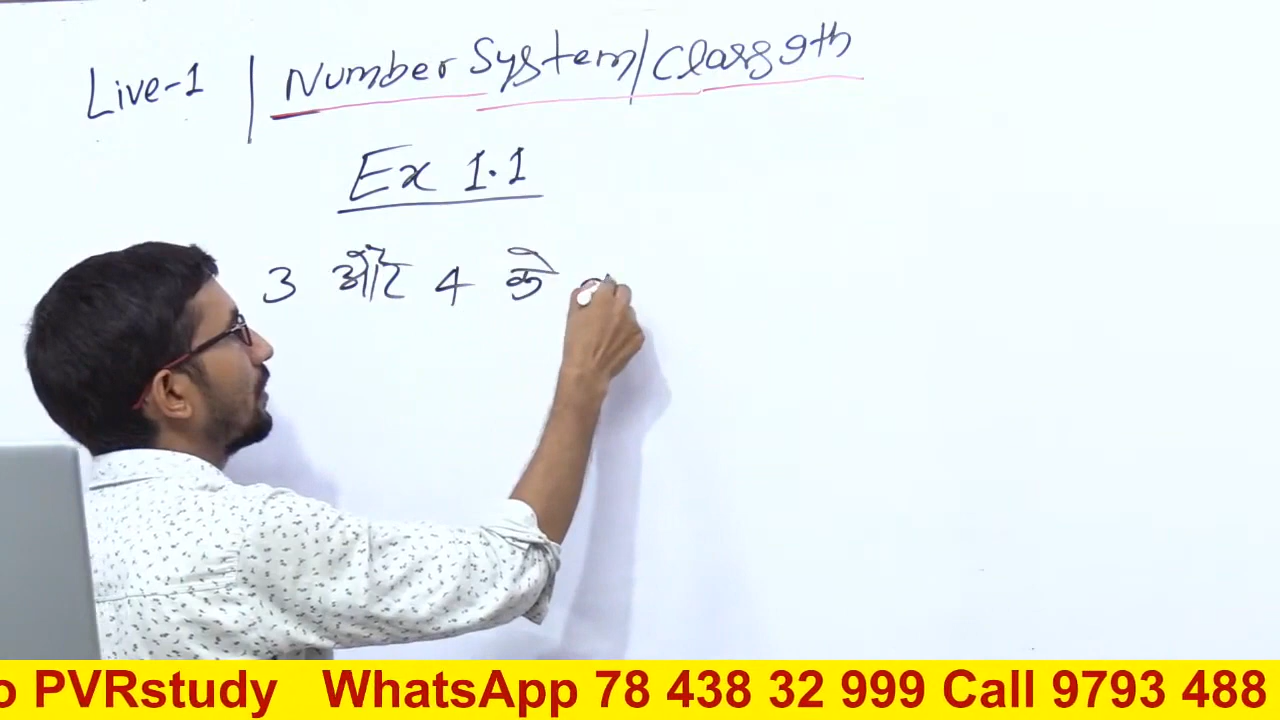 Live-1 | Number System/Class 9th
Ex 1.1
3 और 4 के
o PVRstudy WhatsApp 78 438 32 999 Call 9793 488